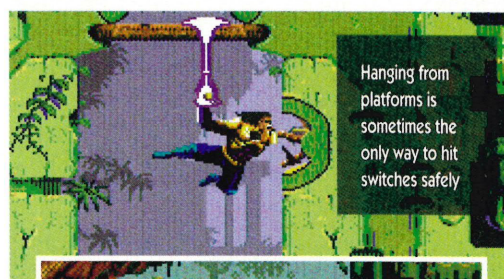 Hanging from
platforms is
sometimes the
only way to hit
switches safely